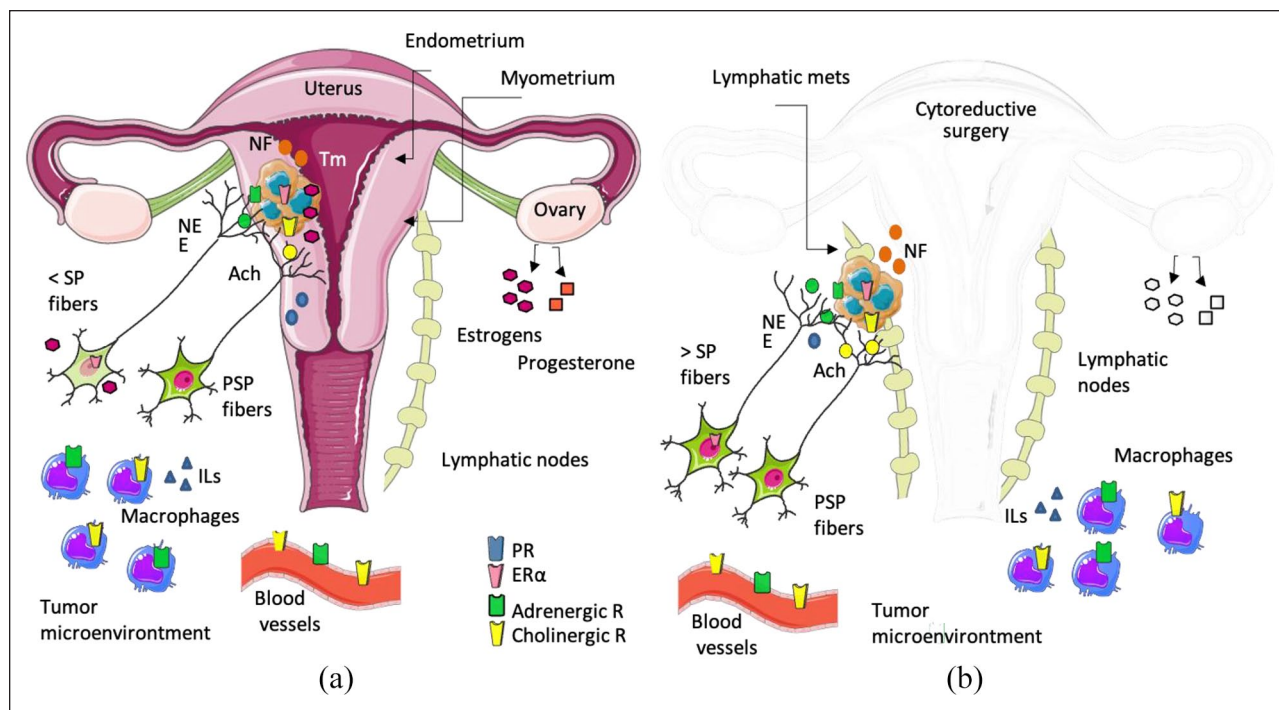 Endometrium
Myometrium
Uterus
NF
Tm
NE
E
Ach
< SP
fibers
PSP
fibers
Ovary
Estrogens
Progesterone
Lymphatic nodes
ILs
Macrophages
Tumor
microenvirontment
Blood
vessels
PR
ERα
Adrenergic R
Cholinergic R
(a)
Lymphatic mets
Cytoreductive
surgery
NF
NE
E
Ach
> SP
fibers
PSP
fibers
Lymphatic
nodes
Macrophages
ILs
Blood
vessels
Tumor
microenvirontment
(b)